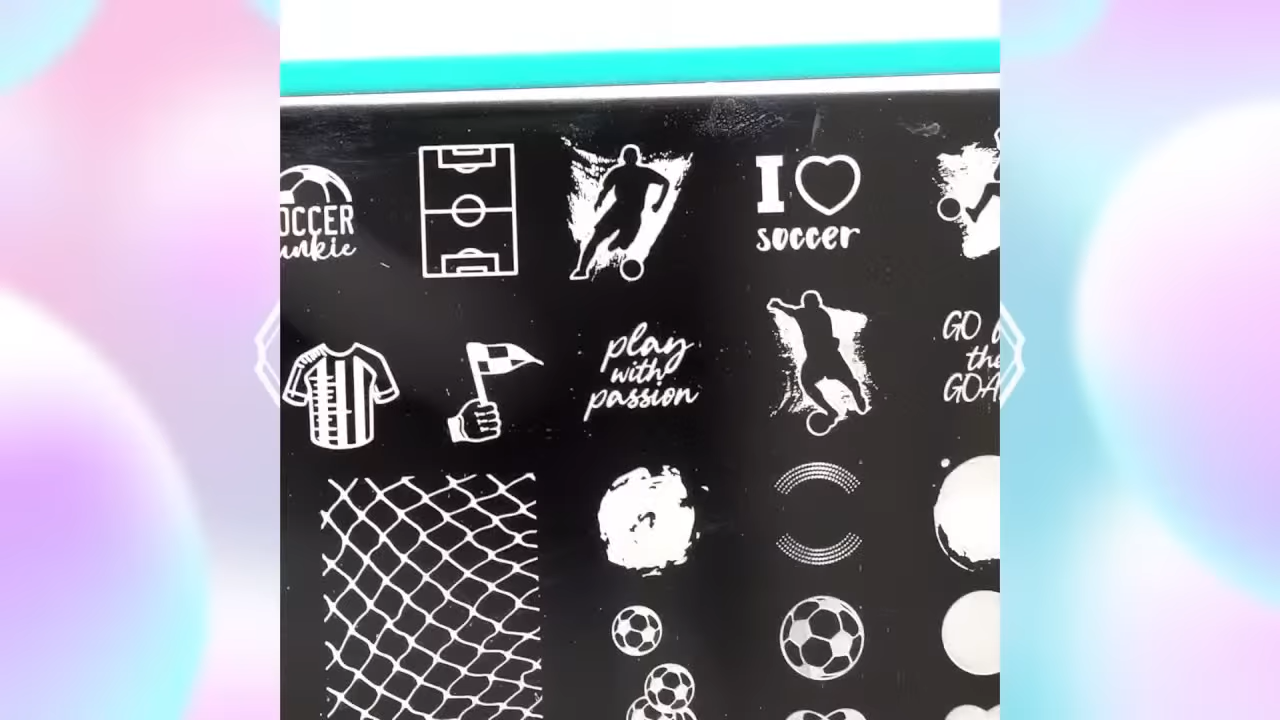 I
soccer
OCCER
unkie
play
with
passion
GO
the
GOA